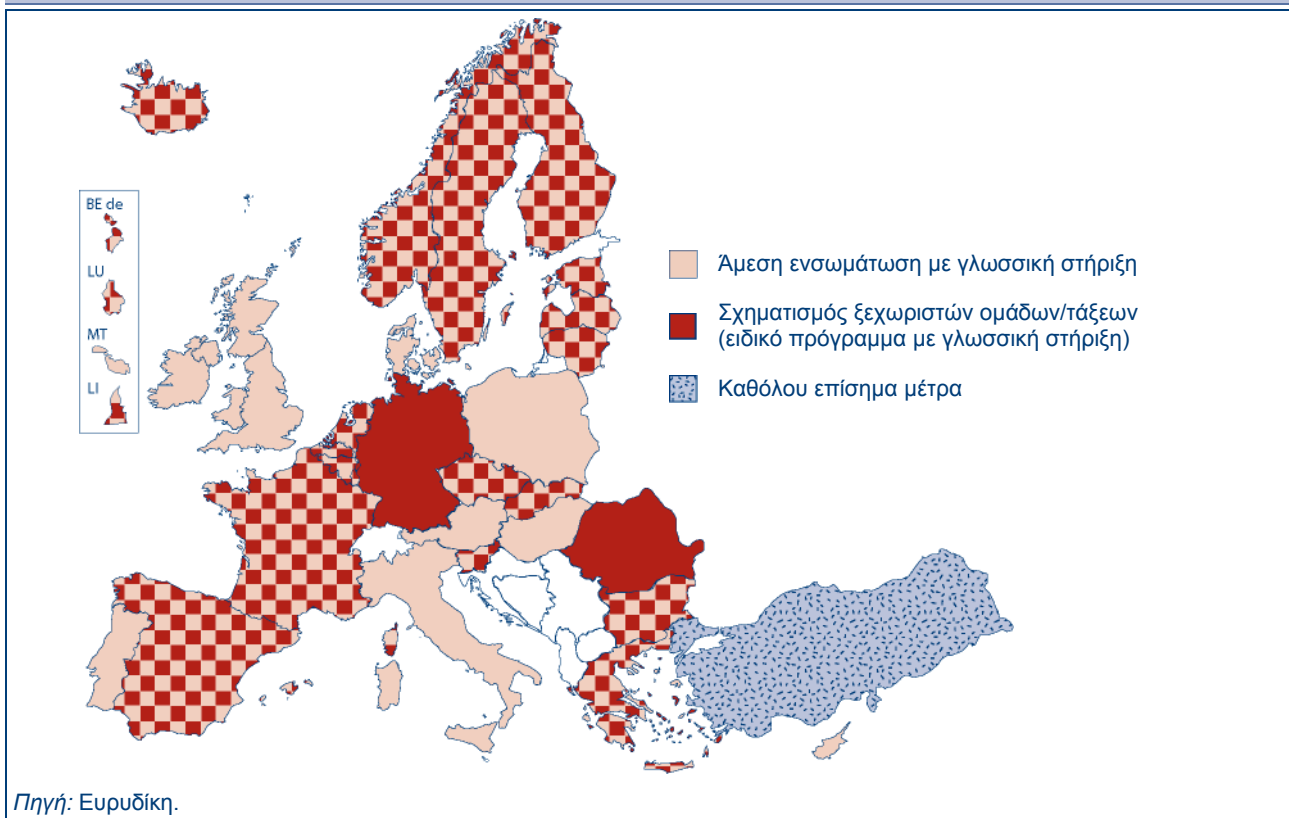 BE de
LU
MT
LI
Άμεση ενσωμάτωση με γλωσσική στήριξη
Σχηματισμός ξεχωριστών ομάδων/τάξεων
(ειδικό πρόγραμμα με γλωσσική στήριξη)
Καθόλου επίσημα μέτρα
Πηγή: Ευρυδίκη.